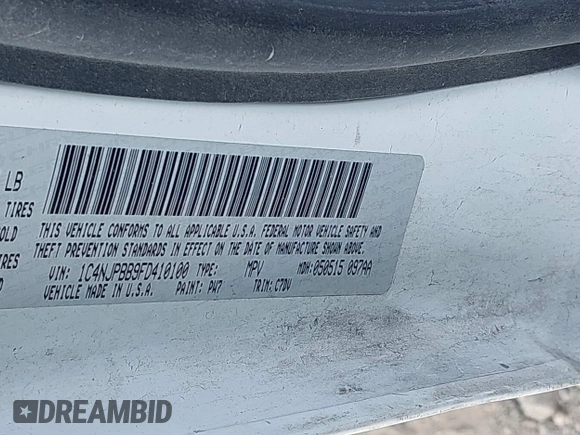 LB
TIRES
OLD
IRES
D
THIS VEHICLE CONFORMS TO ALL APPLICABLE U.S.A. FEDERAL MOTOR VEHICLE SAFETY AND
THEFT PREVENTION STANDARDS IN EFFECT ON THE DATE OF MANUFACTURE SHOWN ABOVE.
VIN: 1C4NJPBB9FD410100 TYPE: MPV MDH: 050515 097AA
VEHICLE MADE IN U.S.A. PAINT: PW7 TRIM: C7DV
DREAMBID